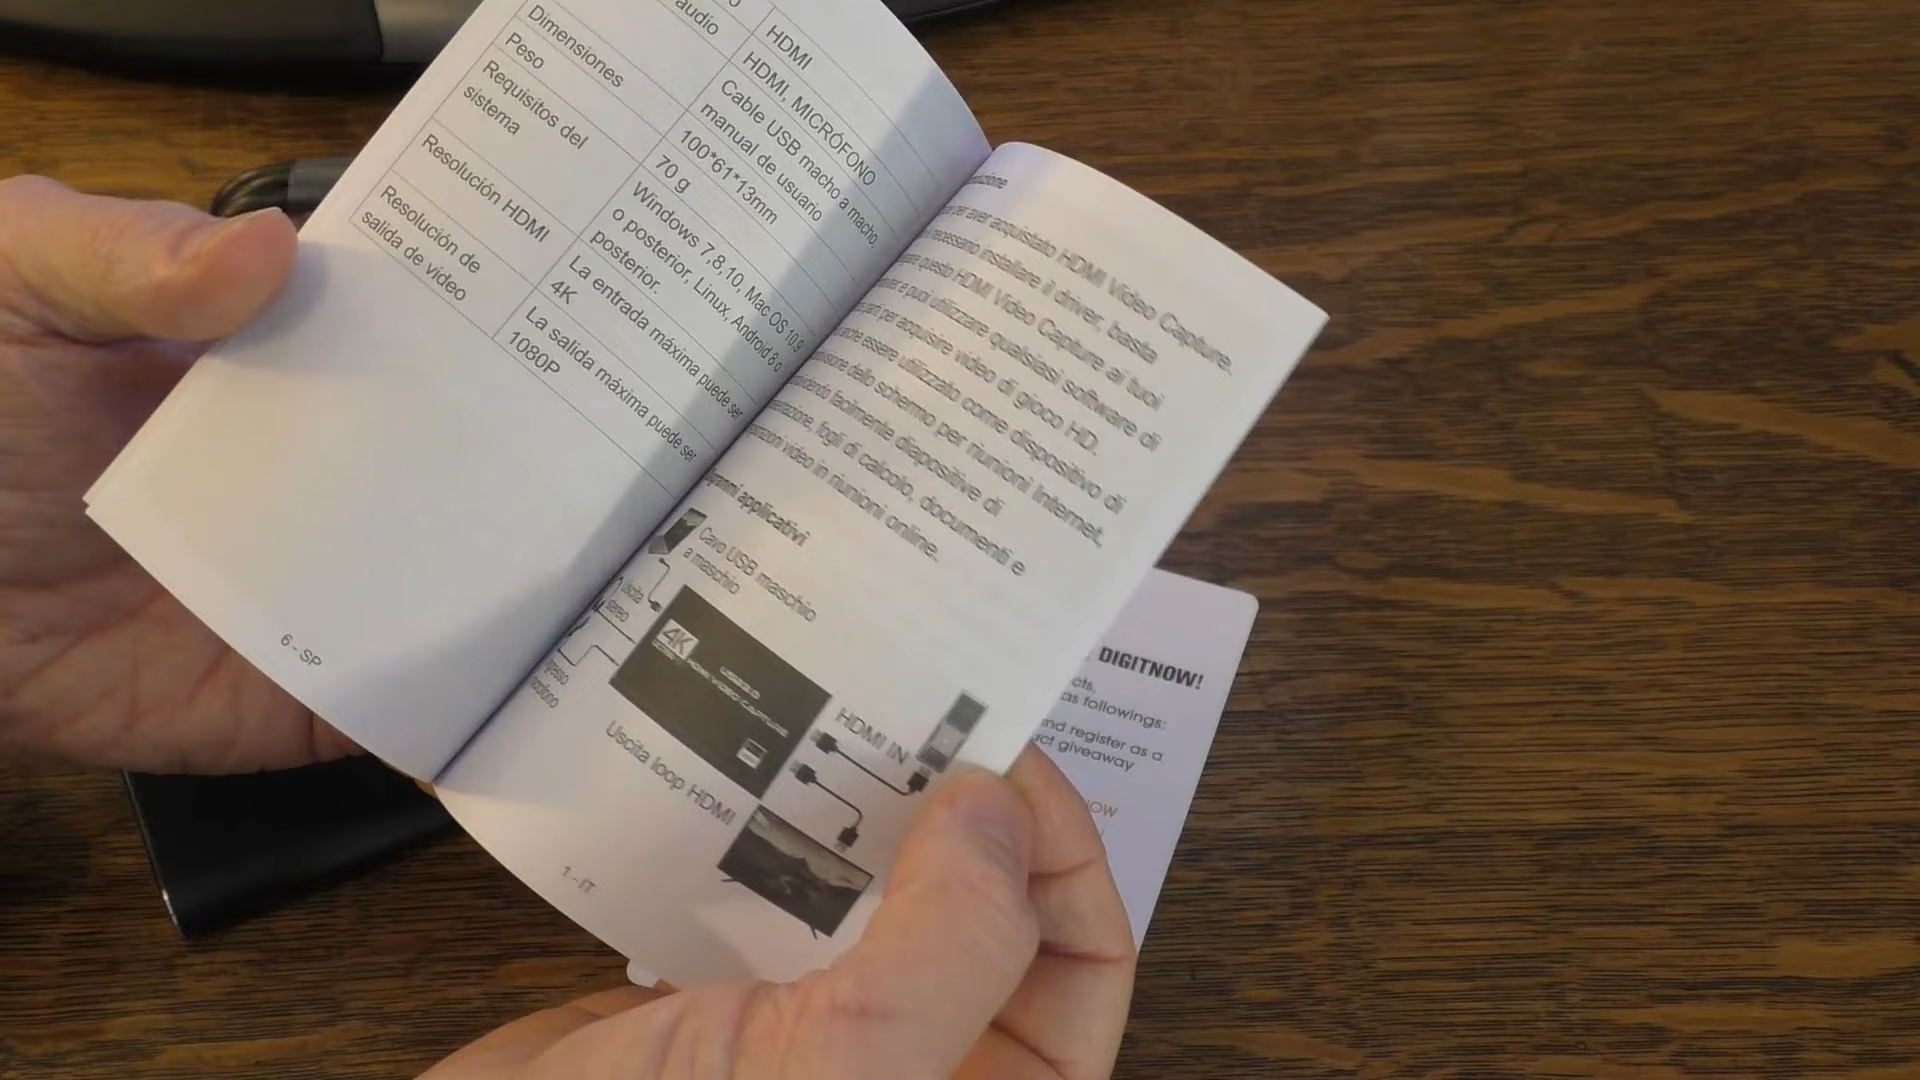 audio
HDMI
HDMI, MICRÓFONO
Cable USB macho a macho,
manual de usuario
Dimensiones
100*61*13mm
Peso
70 g
Requisitos del
sistema
Windows 7,8,10, Mac OS 10.9
o posterior, Linux, Android 8 o
posterior.
Resolución HDMI
La entrada máxima puede ser
4K
Resolución de
salida de video
La salida máxima puede ser
1080P
6 - SP
per aver acquistato HDMI Video Capture,
necessario installare il driver, basta
questo HDMI Video Capture ai tuoi
e puoi utilizzare qualsiasi software di
per acquisire video di gioco HD.
anche essere utilizzato come dispositivo di
dello schermo per riunioni Internet,
facilmente diapositive di
fogli di calcolo, documenti e
video in riunioni online.
applicativi
Cavo USB maschio
a maschio
Uscita
stereo
4K
HDMI IN
Uscita loop HDMI
1 - IT
DIGITNOW!
as followings:
and register as a
giveaway